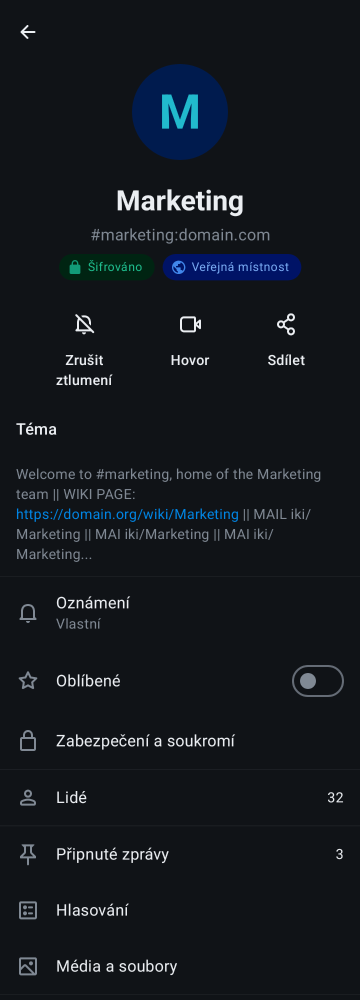 M
Marketing
#marketing:domain.com
Šifrováno
Veřejná místnost
Zrušit
ztlumení
Hovor
Sdílet
Téma
Welcome to #marketing, home of the Marketing
team || WIKI PAGE:
https://domain.org/wiki/Marketing || MAIL iki/
Marketing || MAI iki/Marketing || MAI iki/
Marketing...
Oznámení
Vlastní
Oblíbené
Zabezpečení a soukromí
Lidé 32
Připnuté zprávy 3
Hlasování
Média a soubory